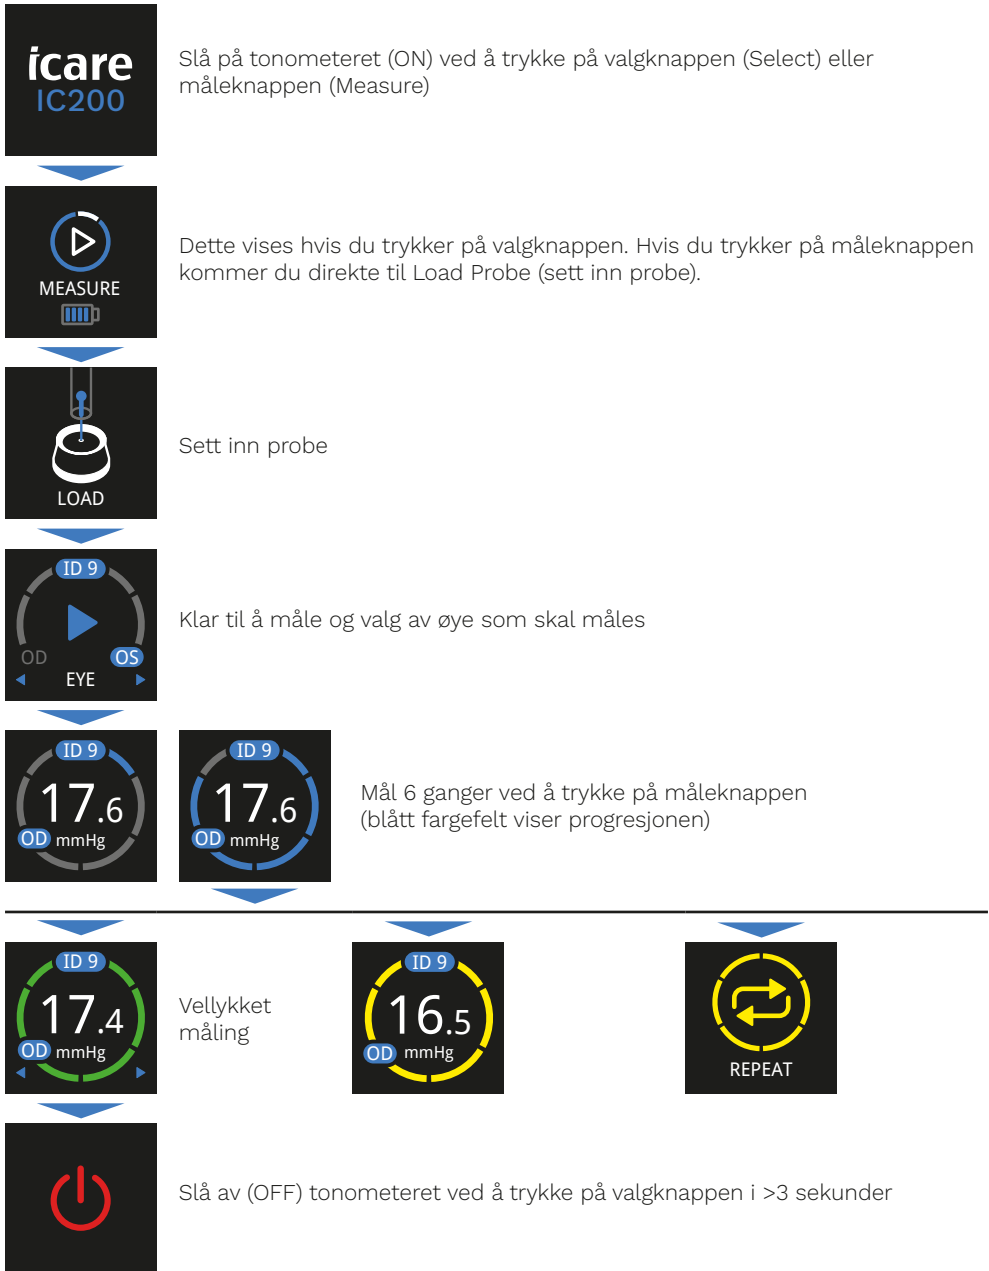 icare
IC200
Slå på tonometeret (ON) ved å trykke på valgknappen (Select) eller
måleknappen (Measure)
MEASURE
Dette vises hvis du trykker på valgknappen. Hvis du trykker på måleknappen
kommer du direkte til Load Probe (sett inn probe).
LOAD
Sett inn probe
ID 9
OD
OS
EYE
Klar til å måle og valg av øye som skal måles
ID 9
17.6
OD mmHg
ID 9
17.6
OD mmHg
Mål 6 ganger ved å trykke på måleknappen
(blått fargefelt viser progresjonen)
ID 9
17.4
OD mmHg
Vellykket
måling
ID 9
16.5
OD mmHg
REPEAT
Slå av (OFF) tonometeret ved å trykke på valgknappen i >3 sekunder